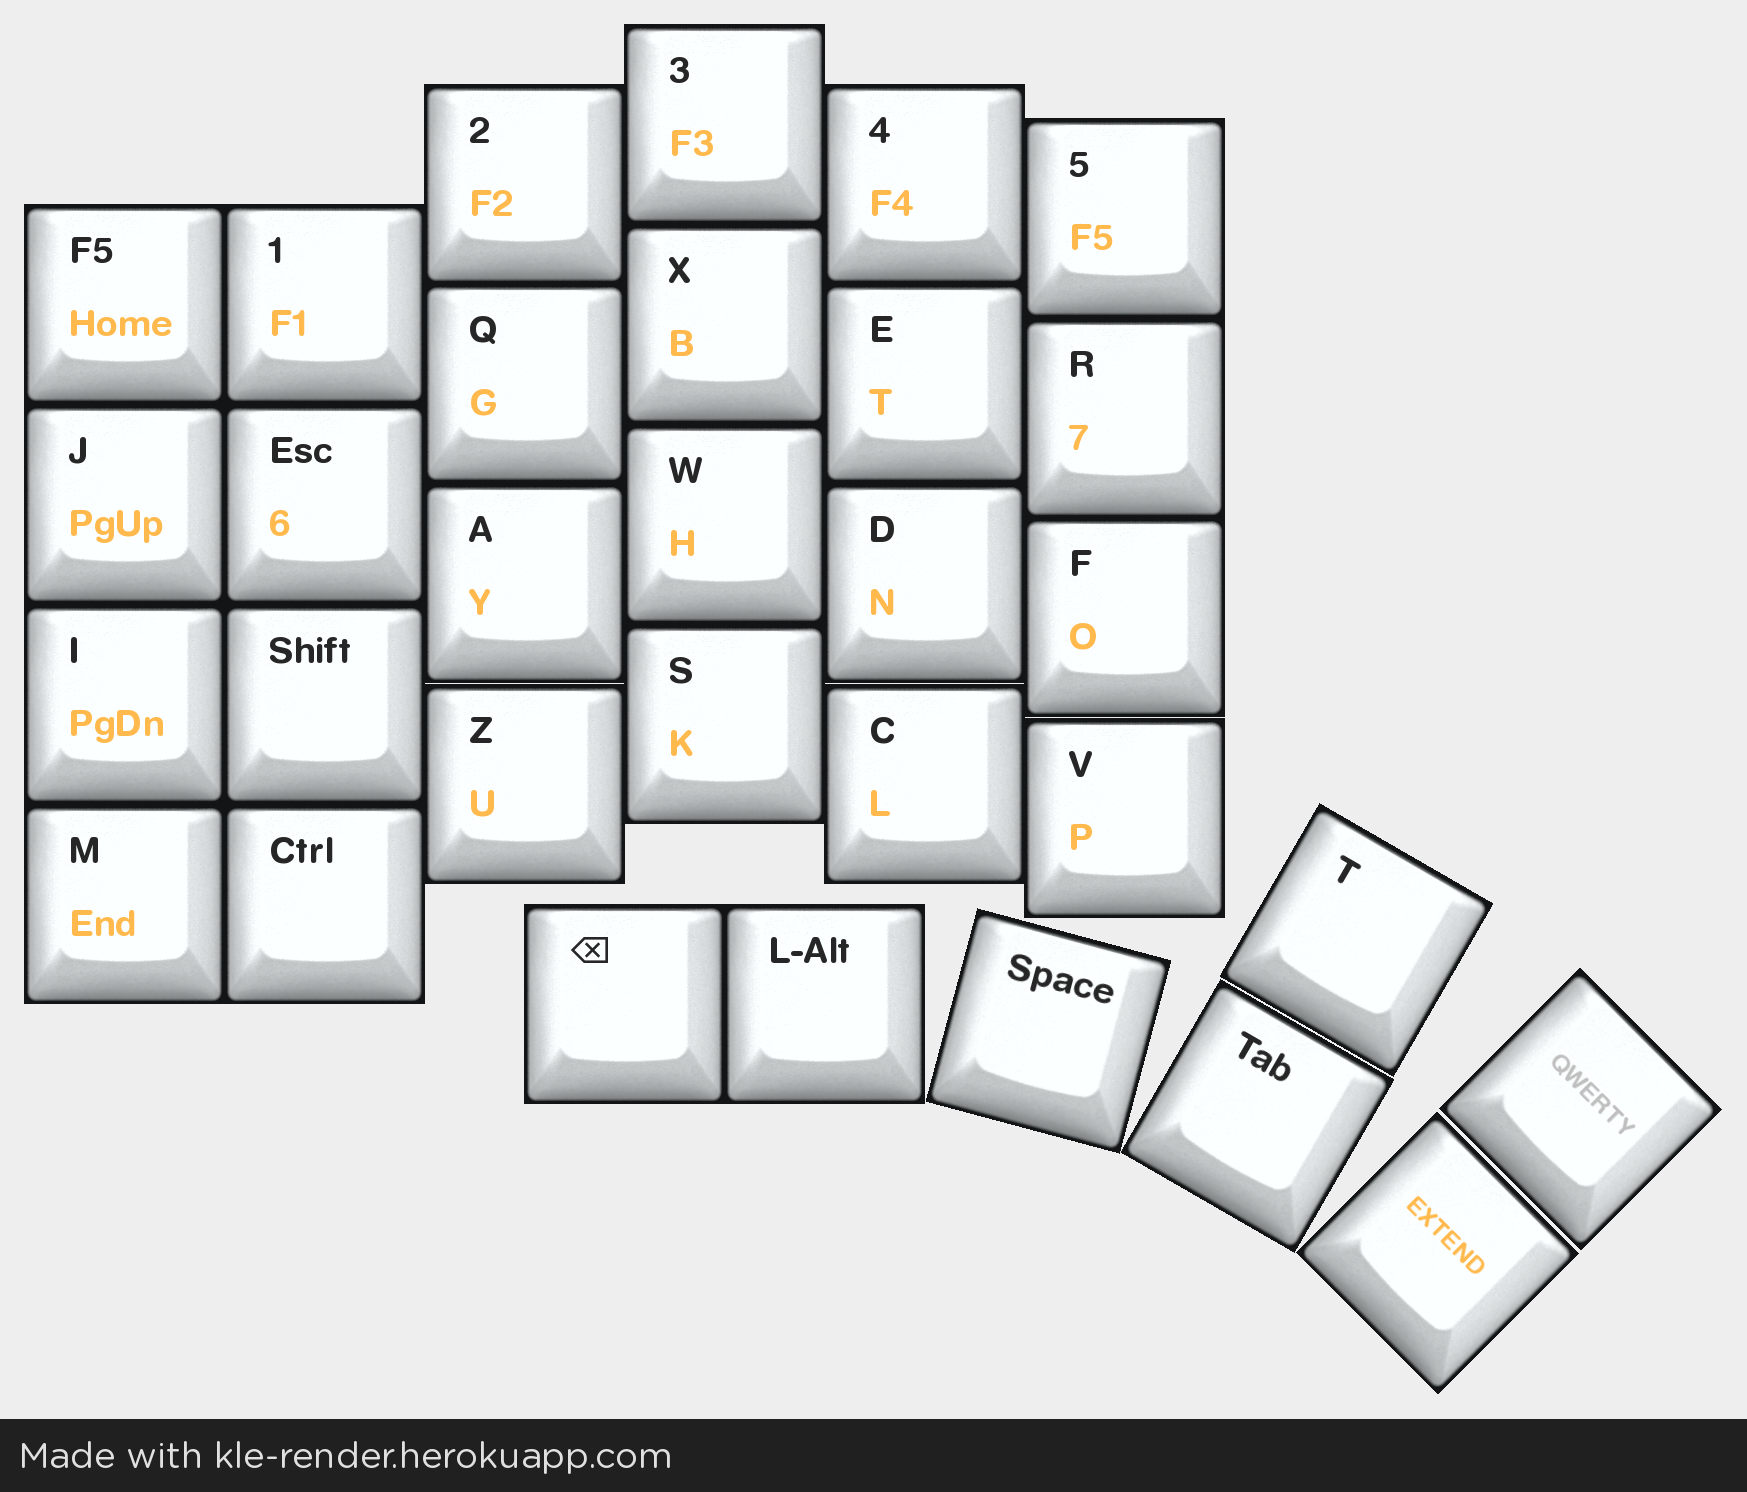 3
F3
2
F2
4
F4
5
F5
F5
Home
1
F1
X
B
Q
G
E
T
R
7
J
PgUp
Esc
6
W
H
A
Y
D
N
F
O
I
PgDn
Shift
S
K
Z
U
C
L
V
P
M
End
Ctrl
L-Alt
Space
T
Tab
QWERTY
EXTEND
Made with kle-render.herokuapp.com